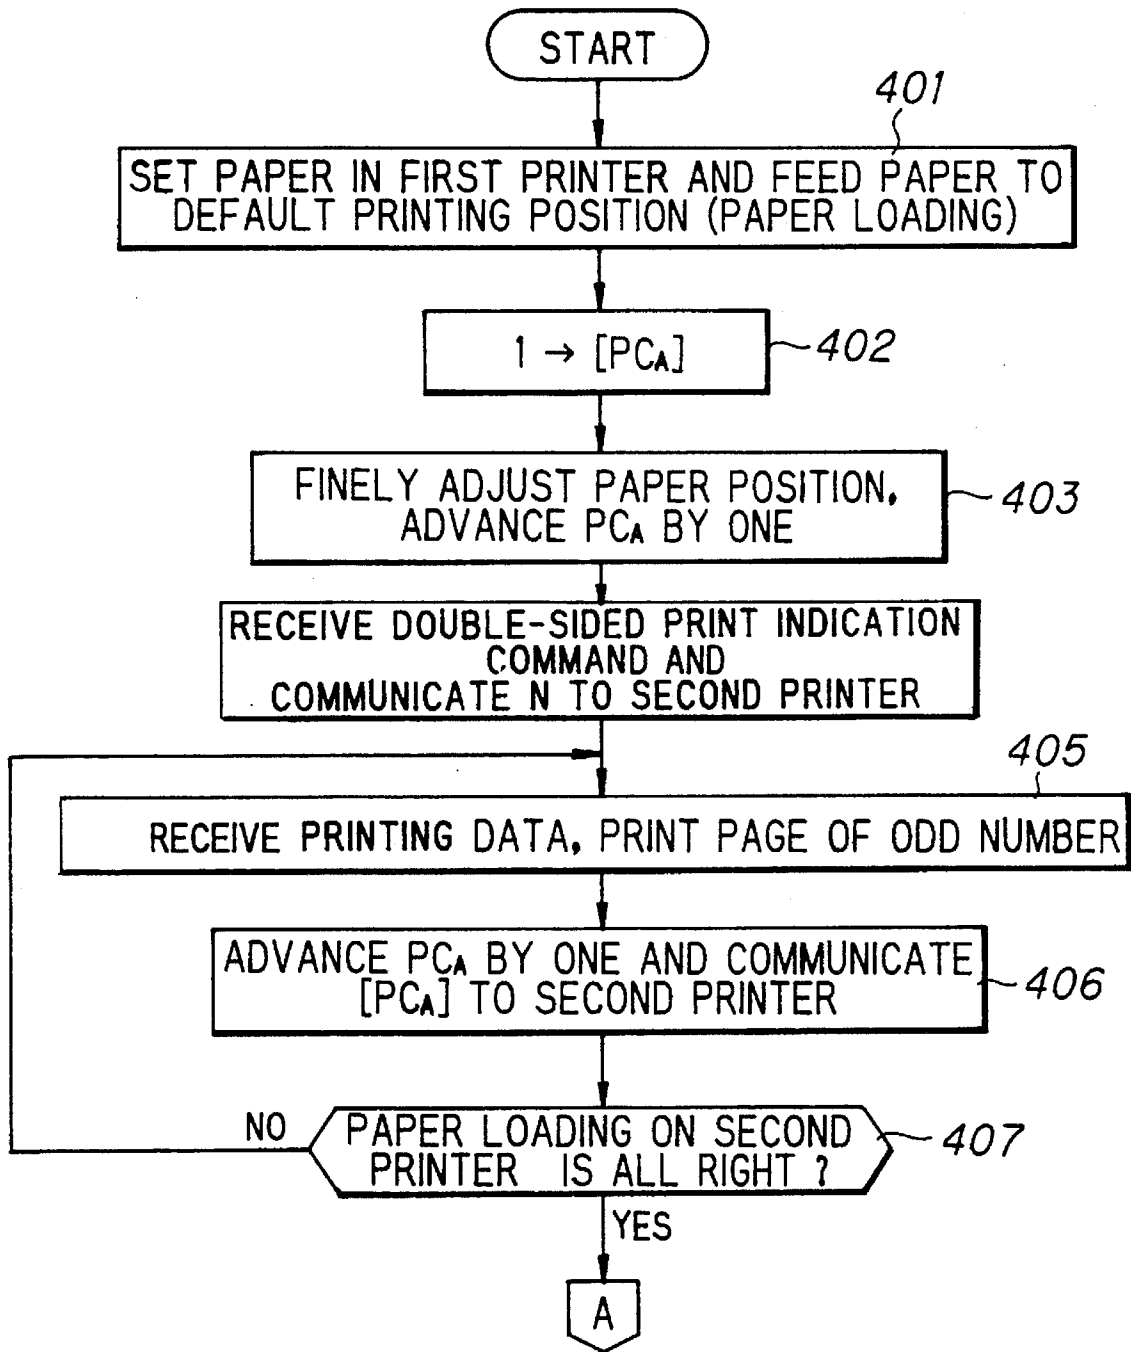 START
401
SET PAPER IN FIRST PRINTER AND FEED PAPER TO
DEFAULT PRINTING POSITION (PAPER LOADING)
1 → [PCA]
402
FINELY ADJUST PAPER POSITION,
ADVANCE PCA BY ONE
403
RECEIVE DOUBLE-SIDED PRINT INDICATION
COMMAND AND
COMMUNICATE N TO SECOND PRINTER
405
RECEIVE PRINTING DATA, PRINT PAGE OF ODD NUMBER
ADVANCE PCA BY ONE AND COMMUNICATE
[PCA] TO SECOND PRINTER
406
NO
PAPER LOADING ON SECOND
PRINTER IS ALL RIGHT ?
407
YES
A